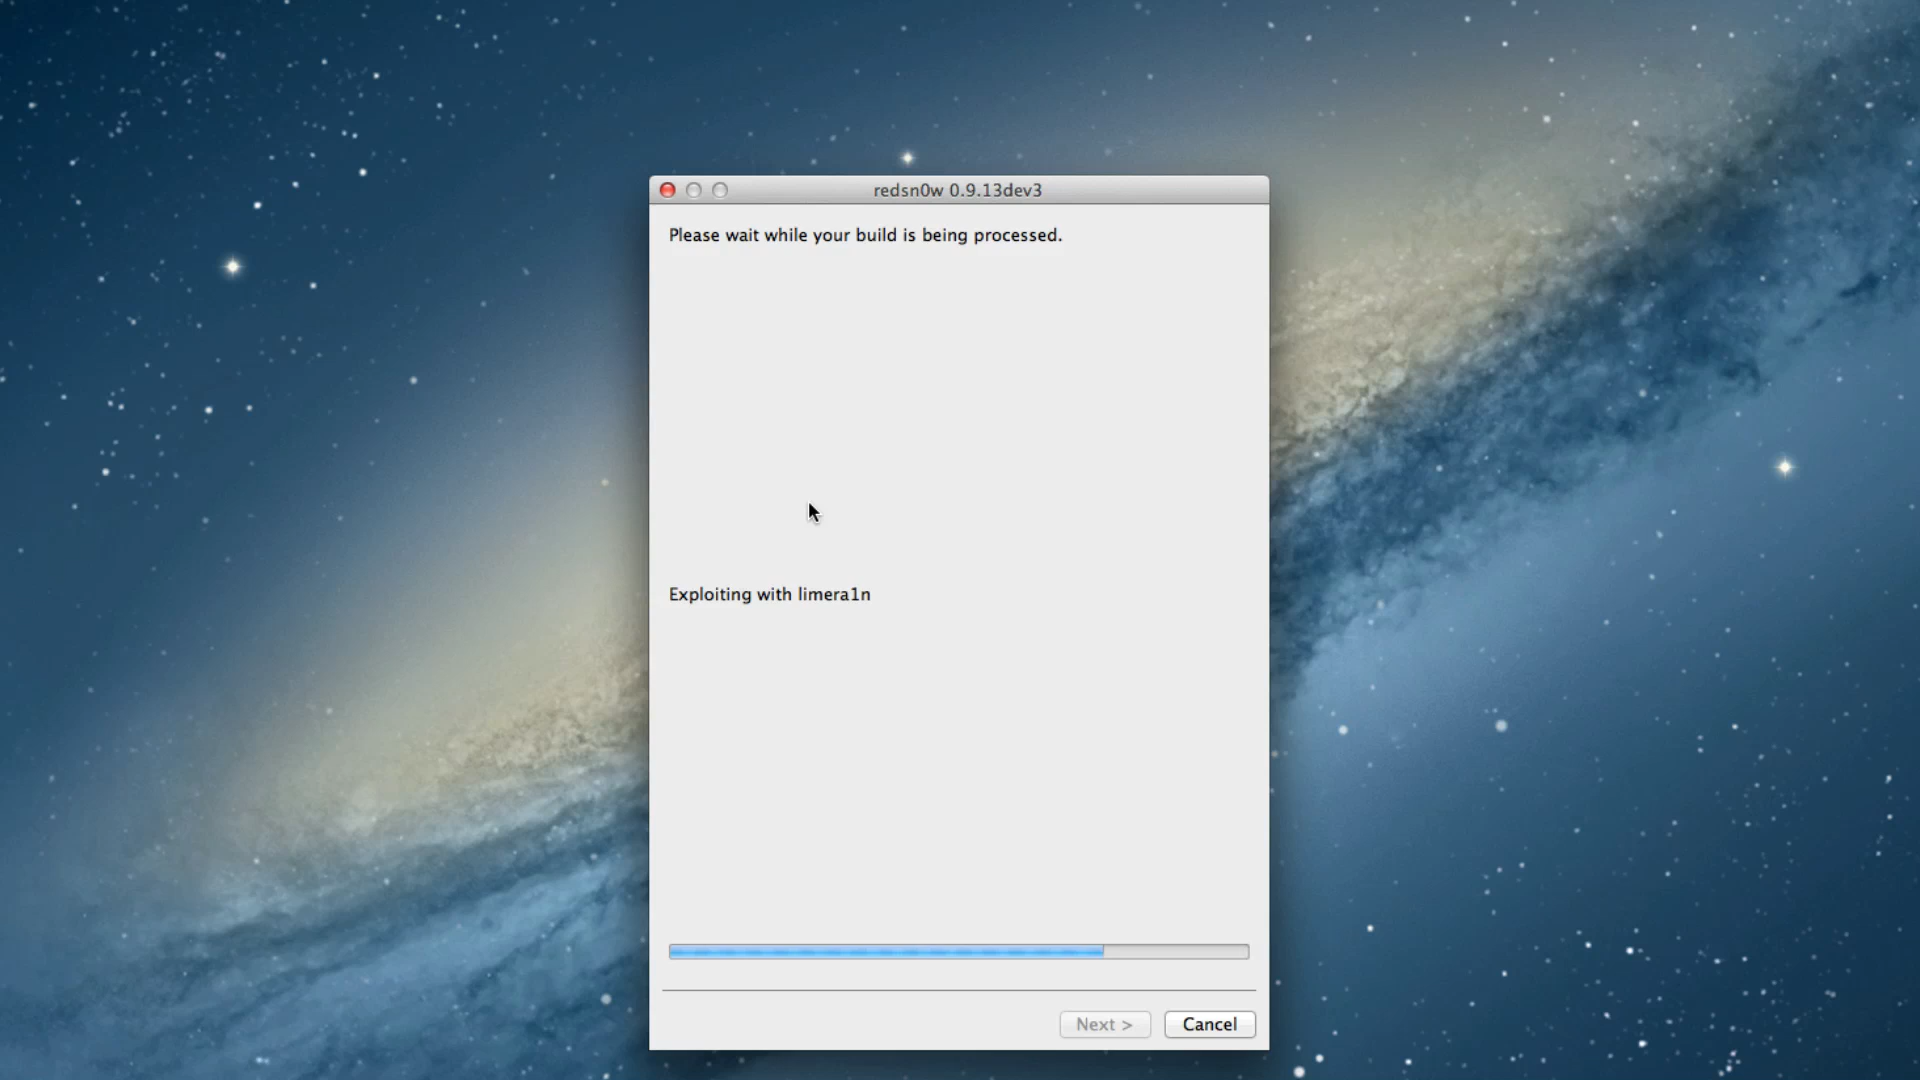 redsn0w 0.9.13dev3
Please wait while your build is being processed.
Exploiting with limera1n
Next >
Cancel